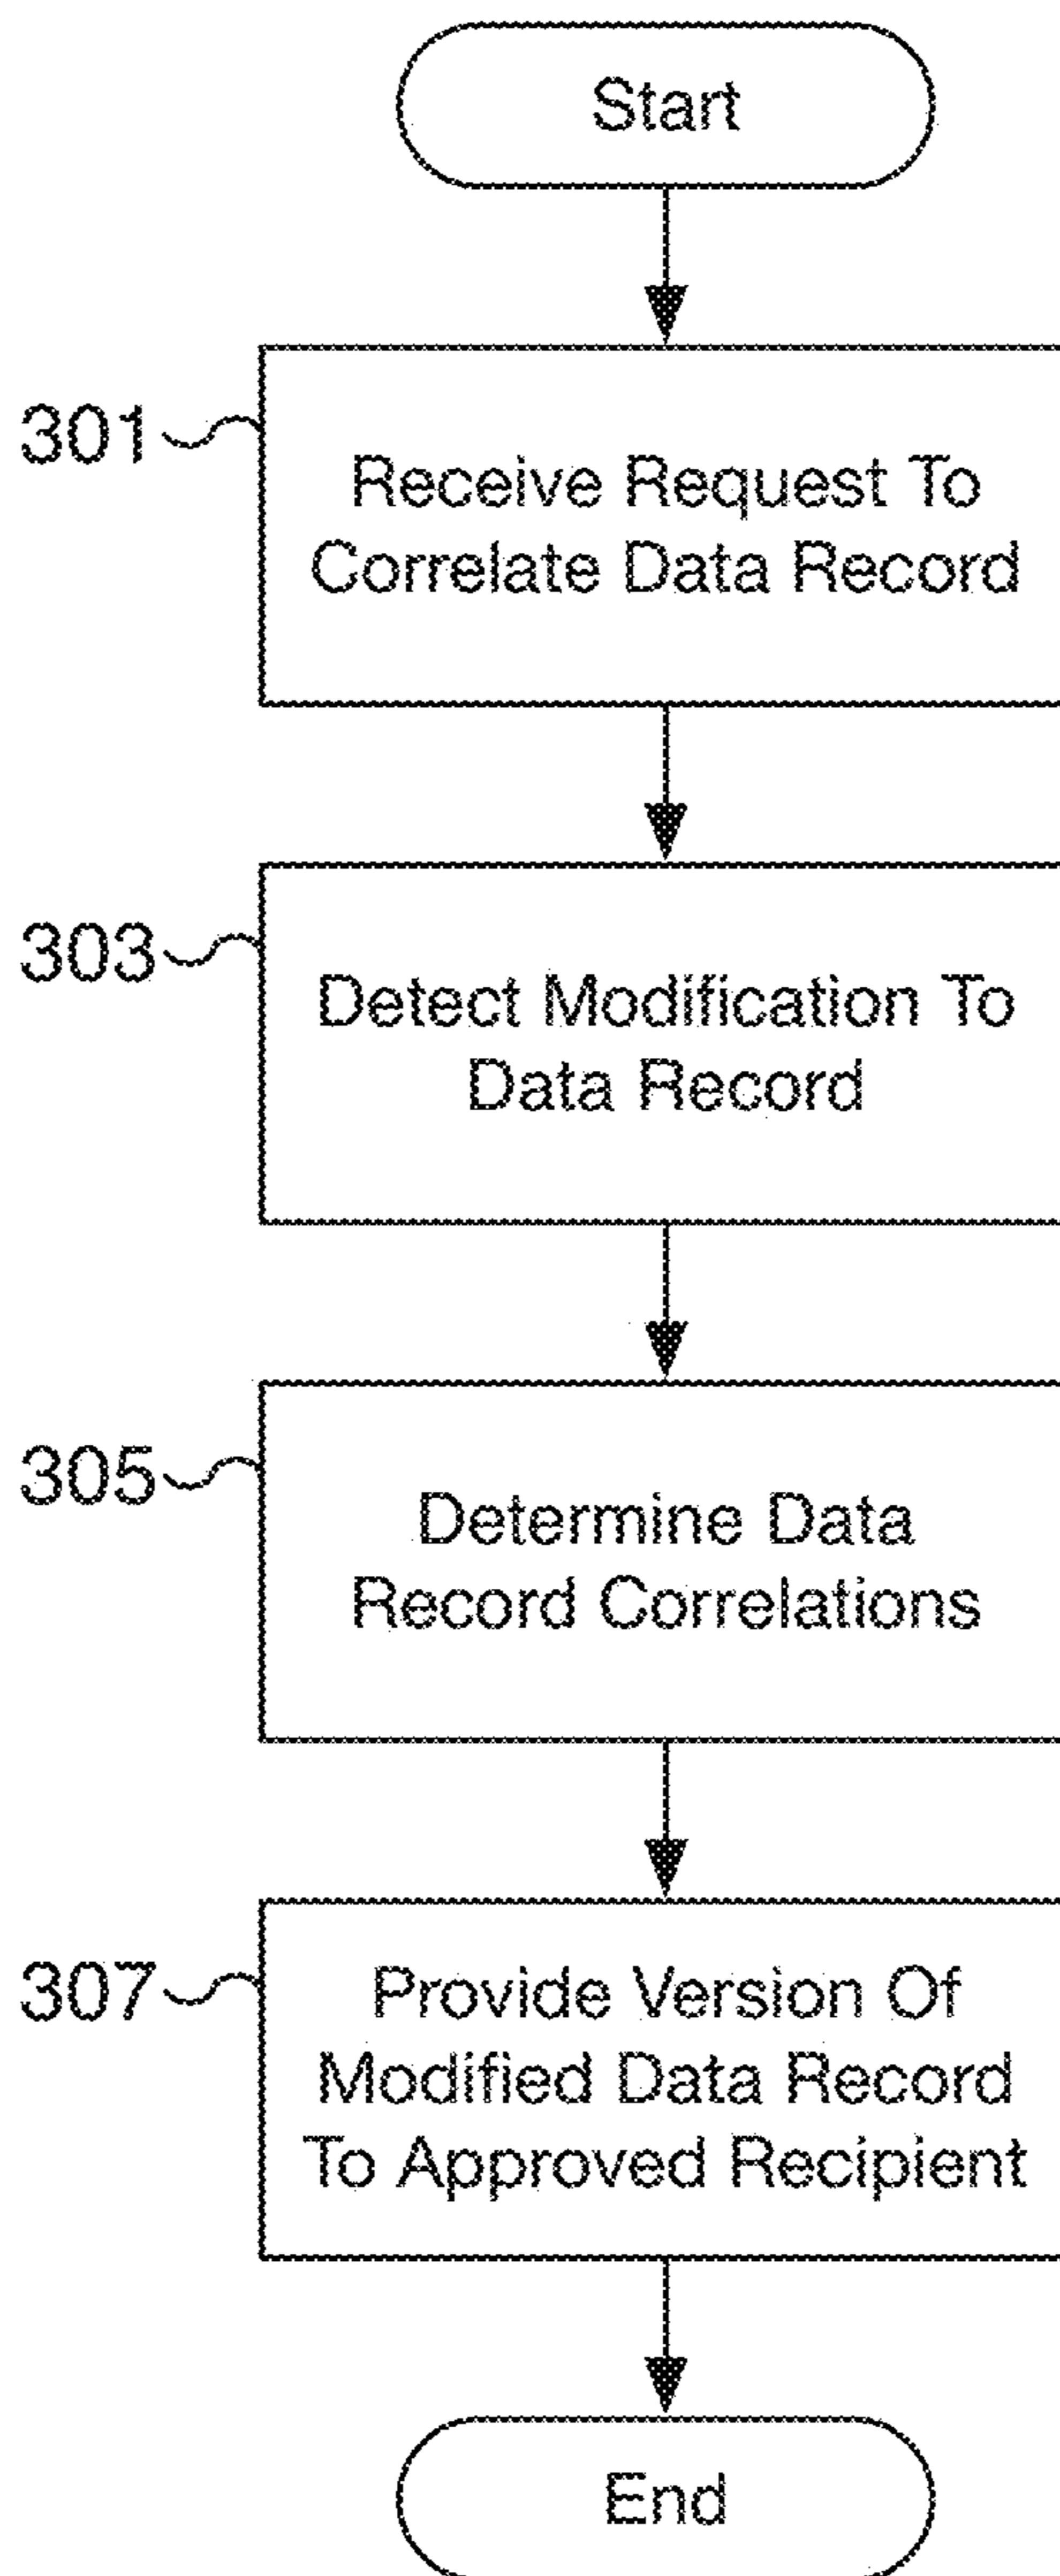 Start
301
Receive Request To
Correlate Data Record
303
Detect Modification To
Data Record
305
Determine Data
Record Correlations
307
Provide Version Of
Modified Data Record
To Approved Recipient
End